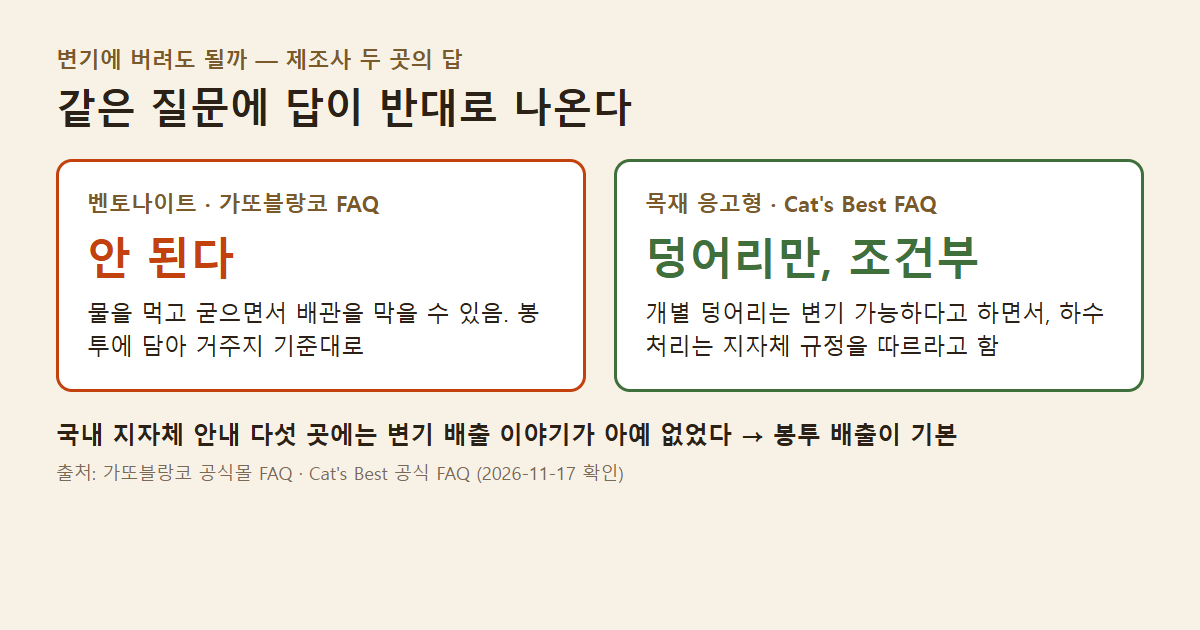 변기에 버려도 될까 — 제조사 두 곳의 답
같은 질문에 답이 반대로 나온다
벤토나이트 · 가또블랑코 FAQ
안 된다
물을 먹고 굳으면서 배관을 막을 수 있음. 봉
투에 담아 거주지 기준대로
목재 응고형 · Cat's Best FAQ
덩어리만, 조건부
개별 덩어리는 변기 가능하다고 하면서, 하수
처리는 지자체 규정을 따르라고 함
국내 지자체 안내 다섯 곳에는 변기 배출 이야기가 아예 없었다 → 봉투 배출이 기본
출처: 가또블랑코 공식몰 FAQ · Cat's Best 공식 FAQ (2026-11-17 확인)